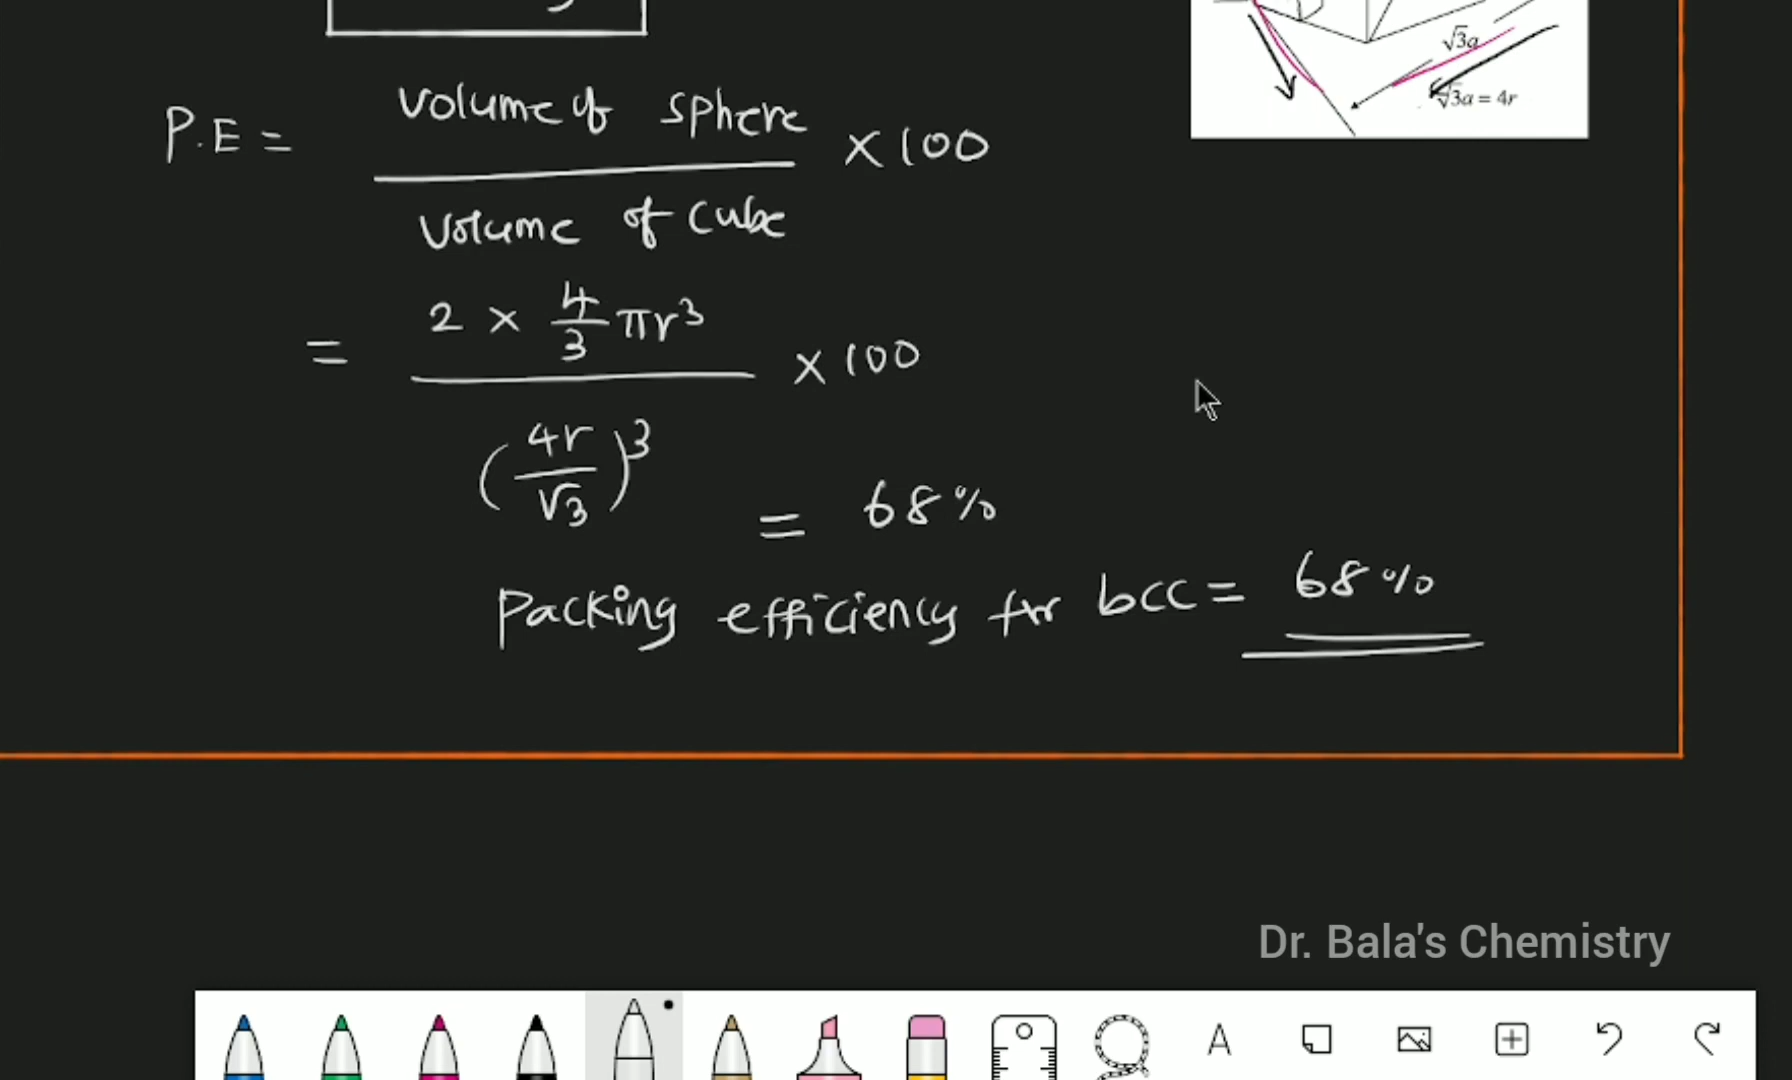 √3a
√3a = 4r
P.E = volume of sphere / volume of cube × 100
= 2 × 4/3 πr³ / (4r/√3)³ × 100
= 68%
Packing efficiency for bcc = 68%
Dr. Bala's Chemistry
A